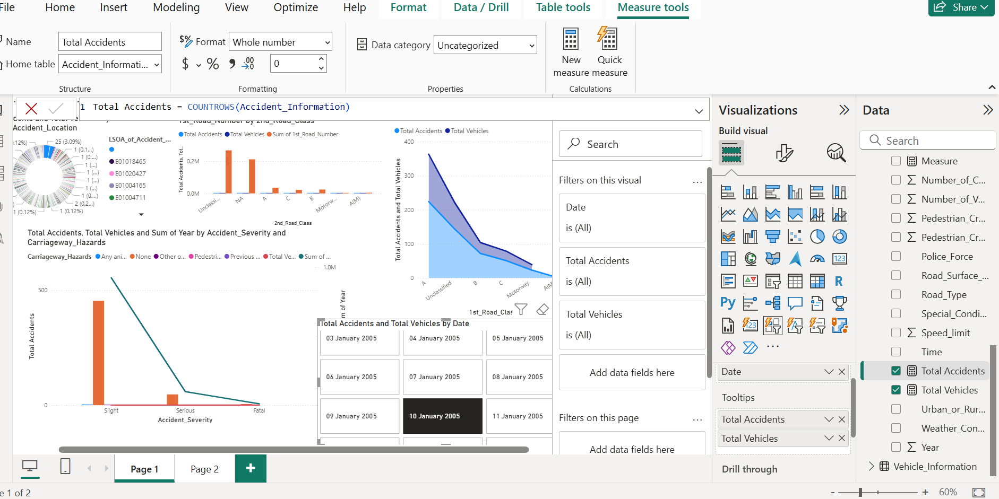 File
Home
Insert
Modeling
View
Optimize
Help
Format
Data / Drill
Table tools
Measure tools
Share
Name
Total Accidents
Home table
Accident_Informati...
Structure
$% Format
Whole number
$ % 9 .00
0
Formatting
Data category
Uncategorized
Properties
New
measure
Quick
measure
Calculations
1 Total Accidents = COUNTROWS(Accident_Information)
Accident_Location
.12%)
25 (3.09%)
1 (0.1...)
1 (0....)
1 (...)
1 (...)
1 (...)
1 (...)
1 (0....)
2 (0.2...)
1 (0.12%)
1 (0.12%)
LSOA_of_Accident_...
E01018465
E01020427
E01004165
E01004711
1st_Road_Number by 2nd_Road_Class
Total Accidents
Total Vehicles
Sum of 1st_Road_Number
Total Accidents, Tot...
0.2M
0.0M
Unclassi...
NA
A
C
B
Motorw...
A(M)
2nd_Road_Class
Total Accidents
Total Vehicles
Total Accidents and Total Vehicles
400
300
200
100
0
A
Unclassified
B
C
Motorway
A(M
1st_Road_Clas
Total Accidents, Total Vehicles and Sum of Year by Accident_Severity and
Carriageway_Hazards
Carriageway_Hazards
Any ani...
None
Other o...
Pedestri...
Previous ...
Total Ve...
Sum of ...
1.0M
500
0
Total Accidents
m of Year
Slight
Serious
Fatal
Accident_Severity
Total Accidents and Total Vehicles by Date
03 January 2005
04 January 2005
05 January 2005
06 January 2005
07 January 2005
08 January 2005
09 January 2005
10 January 2005
11 January 2005
Search
Filters on this visual
...
Date
is (All)
Total Accidents
is (All)
Total Vehicles
is (All)
Add data fields here
Filters on this page
...
Add data fields here
Visualizations
Build visual
123
R
Py
123
...
Date
Tooltips
Total Accidents
Total Vehicles
Drill through
Data
Search
Measure
Number_of_C...
Number_of_V...
Pedestrian_Cr...
Pedestrian_Cr...
Police_Force
Road_Surface_...
Road_Type
Special_Condi...
Speed_limit
Time
Total Accidents
Total Vehicles
Urban_or_Rur...
Weather_Con...
Year
Vehicle_Information
Page 1
Page 2
+
e 1 of 2
-
+
60%